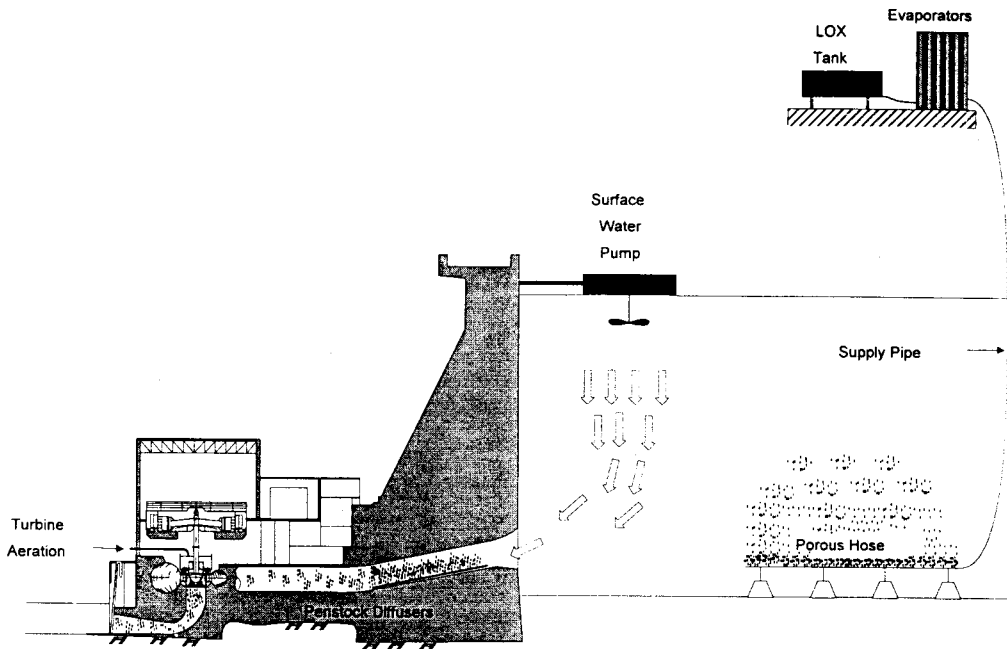 Evaporators
LOX
Tank
Surface
Water
Pump
Supply Pipe
Turbine
Aeration
Porous Hose
Penstock Diffusers